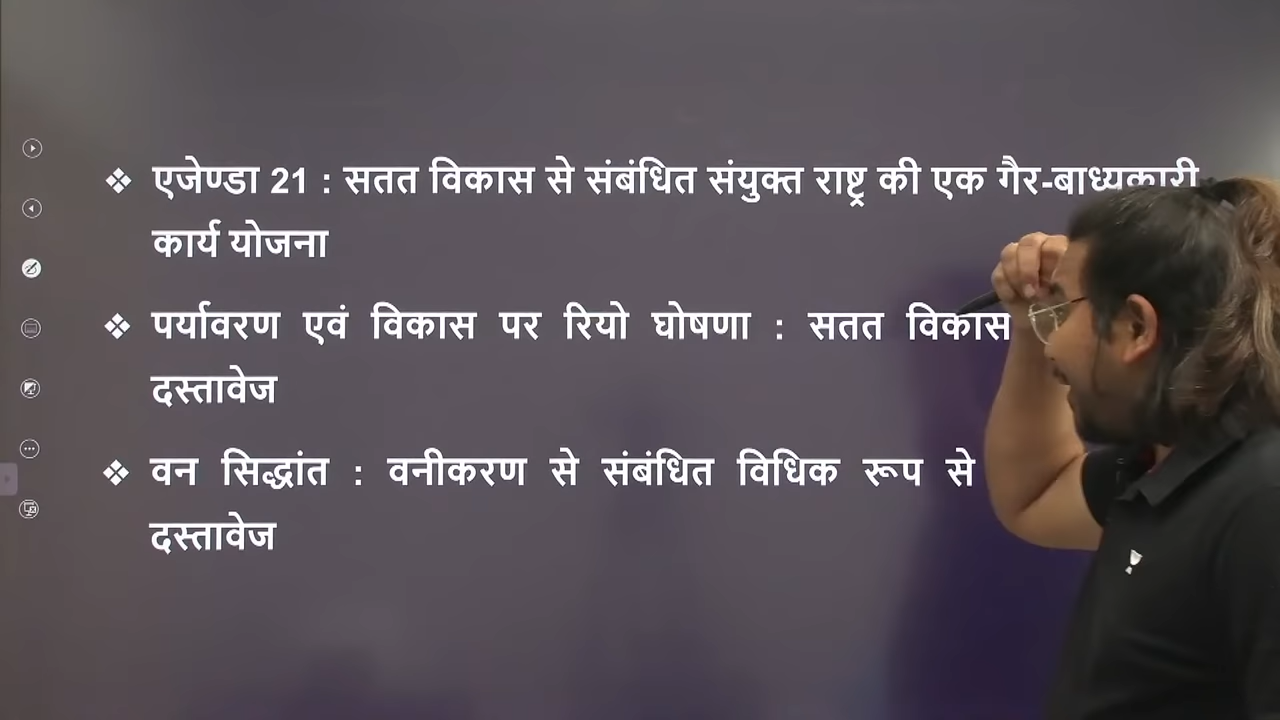 ❖ एजेण्डा 21 : सतत विकास से संबंधित संयुक्त राष्ट्र की एक गैर-बाध्यकारी
कार्य योजना
❖ पर्यावरण एवं विकास पर रियो घोषणा : सतत विकास
दस्तावेज
❖ वन सिद्धांत : वनीकरण से संबंधित विधिक रूप से
दस्तावेज